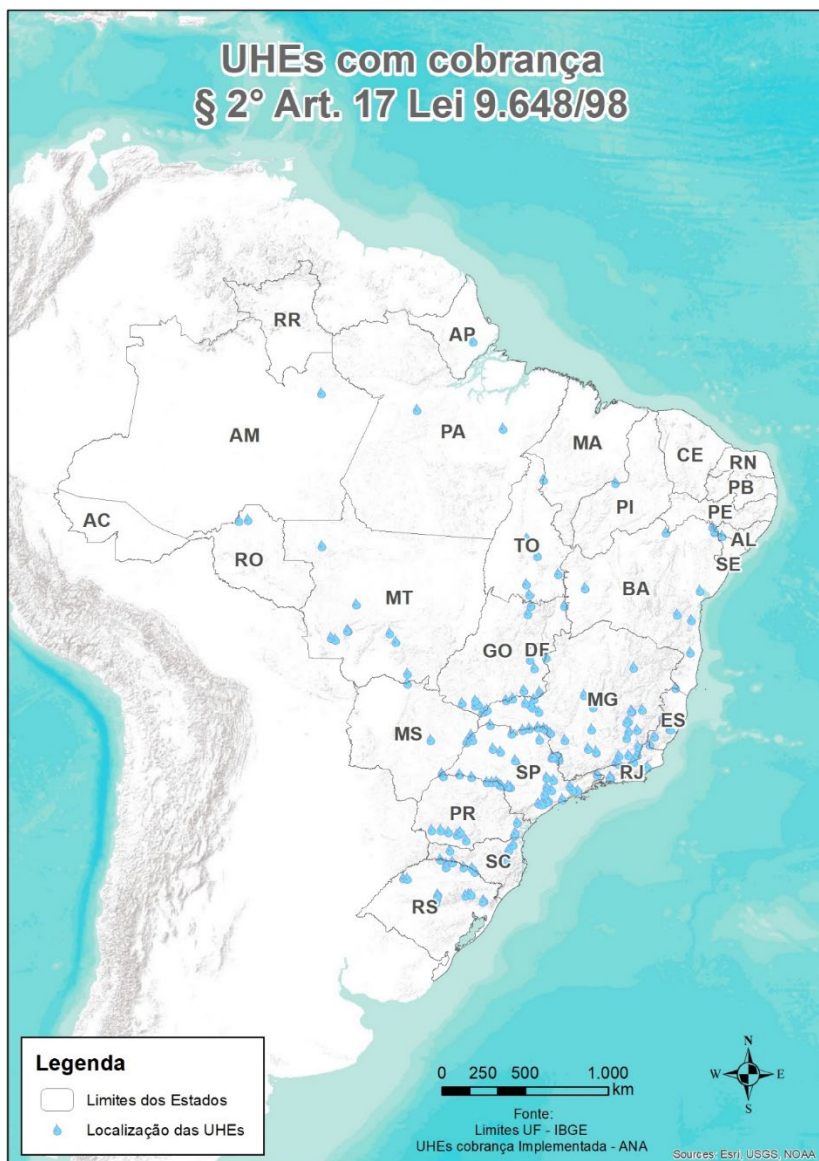 UHEs com cobrança
§ 2° Art. 17 Lei 9.648/98
RR
AP
AM
PA
MA
CE
RN
PB
PE
AL
SE
PI
AC
RO
TO
BA
MT
GO
DF
MG
ES
MS
SP
RJ
PR
SC
RS
Legenda
Limites dos Estados
Localização das UHEs
0 250 500 1.000
km
Fonte:
Limites UF - IBGE
UHEs cobrança Implementada - ANA
N
W E
S
Sources: Esri, USGS, NOAA